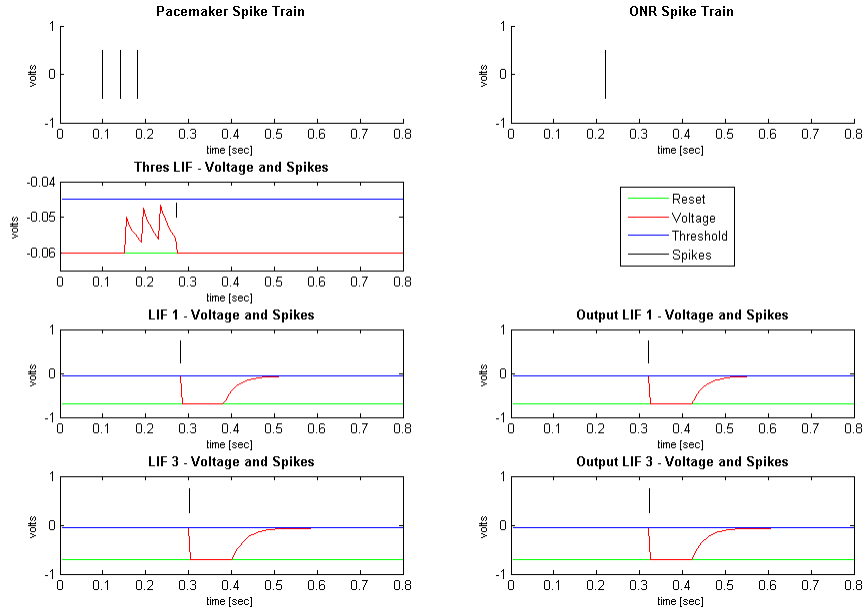 Pacemaker Spike Train
1
0
-1
volts
0 0.1 0.2 0.3 0.4 0.5 0.6 0.7 0.8
time [sec]
ONR Spike Train
1
0
-1
volts
0 0.1 0.2 0.3 0.4 0.5 0.6 0.7 0.8
time [sec]
Thres LIF - Voltage and Spikes
-0.04
-0.05
-0.06
volts
0 0.1 0.2 0.3 0.4 0.5 0.6 0.7 0.8
time [sec]
Reset
Voltage
Threshold
Spikes
LIF 1 - Voltage and Spikes
1
0
-1
volts
0 0.1 0.2 0.3 0.4 0.5 0.6 0.7 0.8
time [sec]
Output LIF 1 - Voltage and Spikes
1
0
-1
volts
0 0.1 0.2 0.3 0.4 0.5 0.6 0.7 0.8
time [sec]
LIF 3 - Voltage and Spikes
1
0
-1
volts
0 0.1 0.2 0.3 0.4 0.5 0.6 0.7 0.8
time [sec]
Output LIF 3 - Voltage and Spikes
1
0
-1
volts
0 0.1 0.2 0.3 0.4 0.5 0.6 0.7 0.8
time [sec]